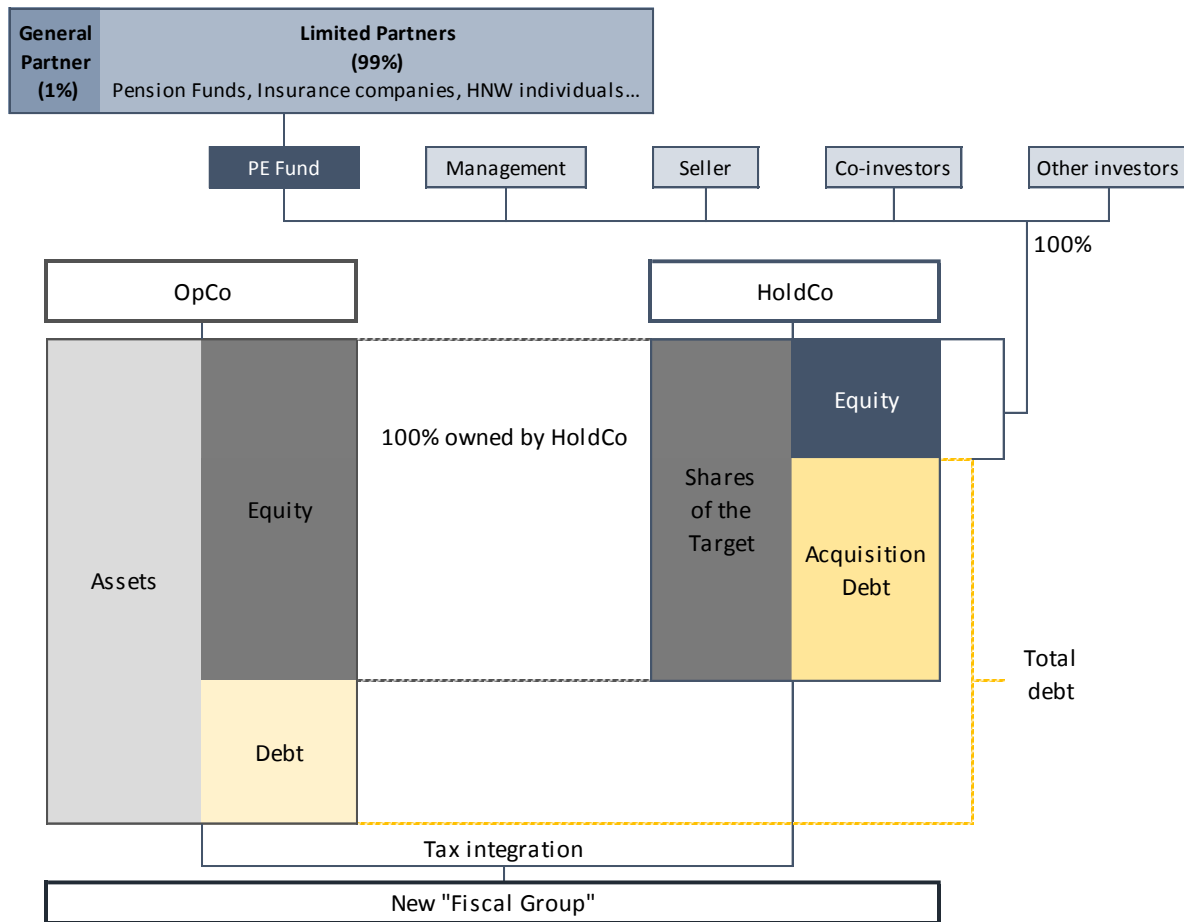 General
Partner
(1%)
Limited Partners
(99%)
Pension Funds, Insurance companies, HNW individuals…
PE Fund
Management
Seller
Co-investors
Other investors
100%
OpCo
HoldCo
Assets
Equity
Debt
100% owned by HoldCo
Shares
of the
Target
Equity
Acquisition
Debt
Total
debt
Tax integration
New "Fiscal Group"